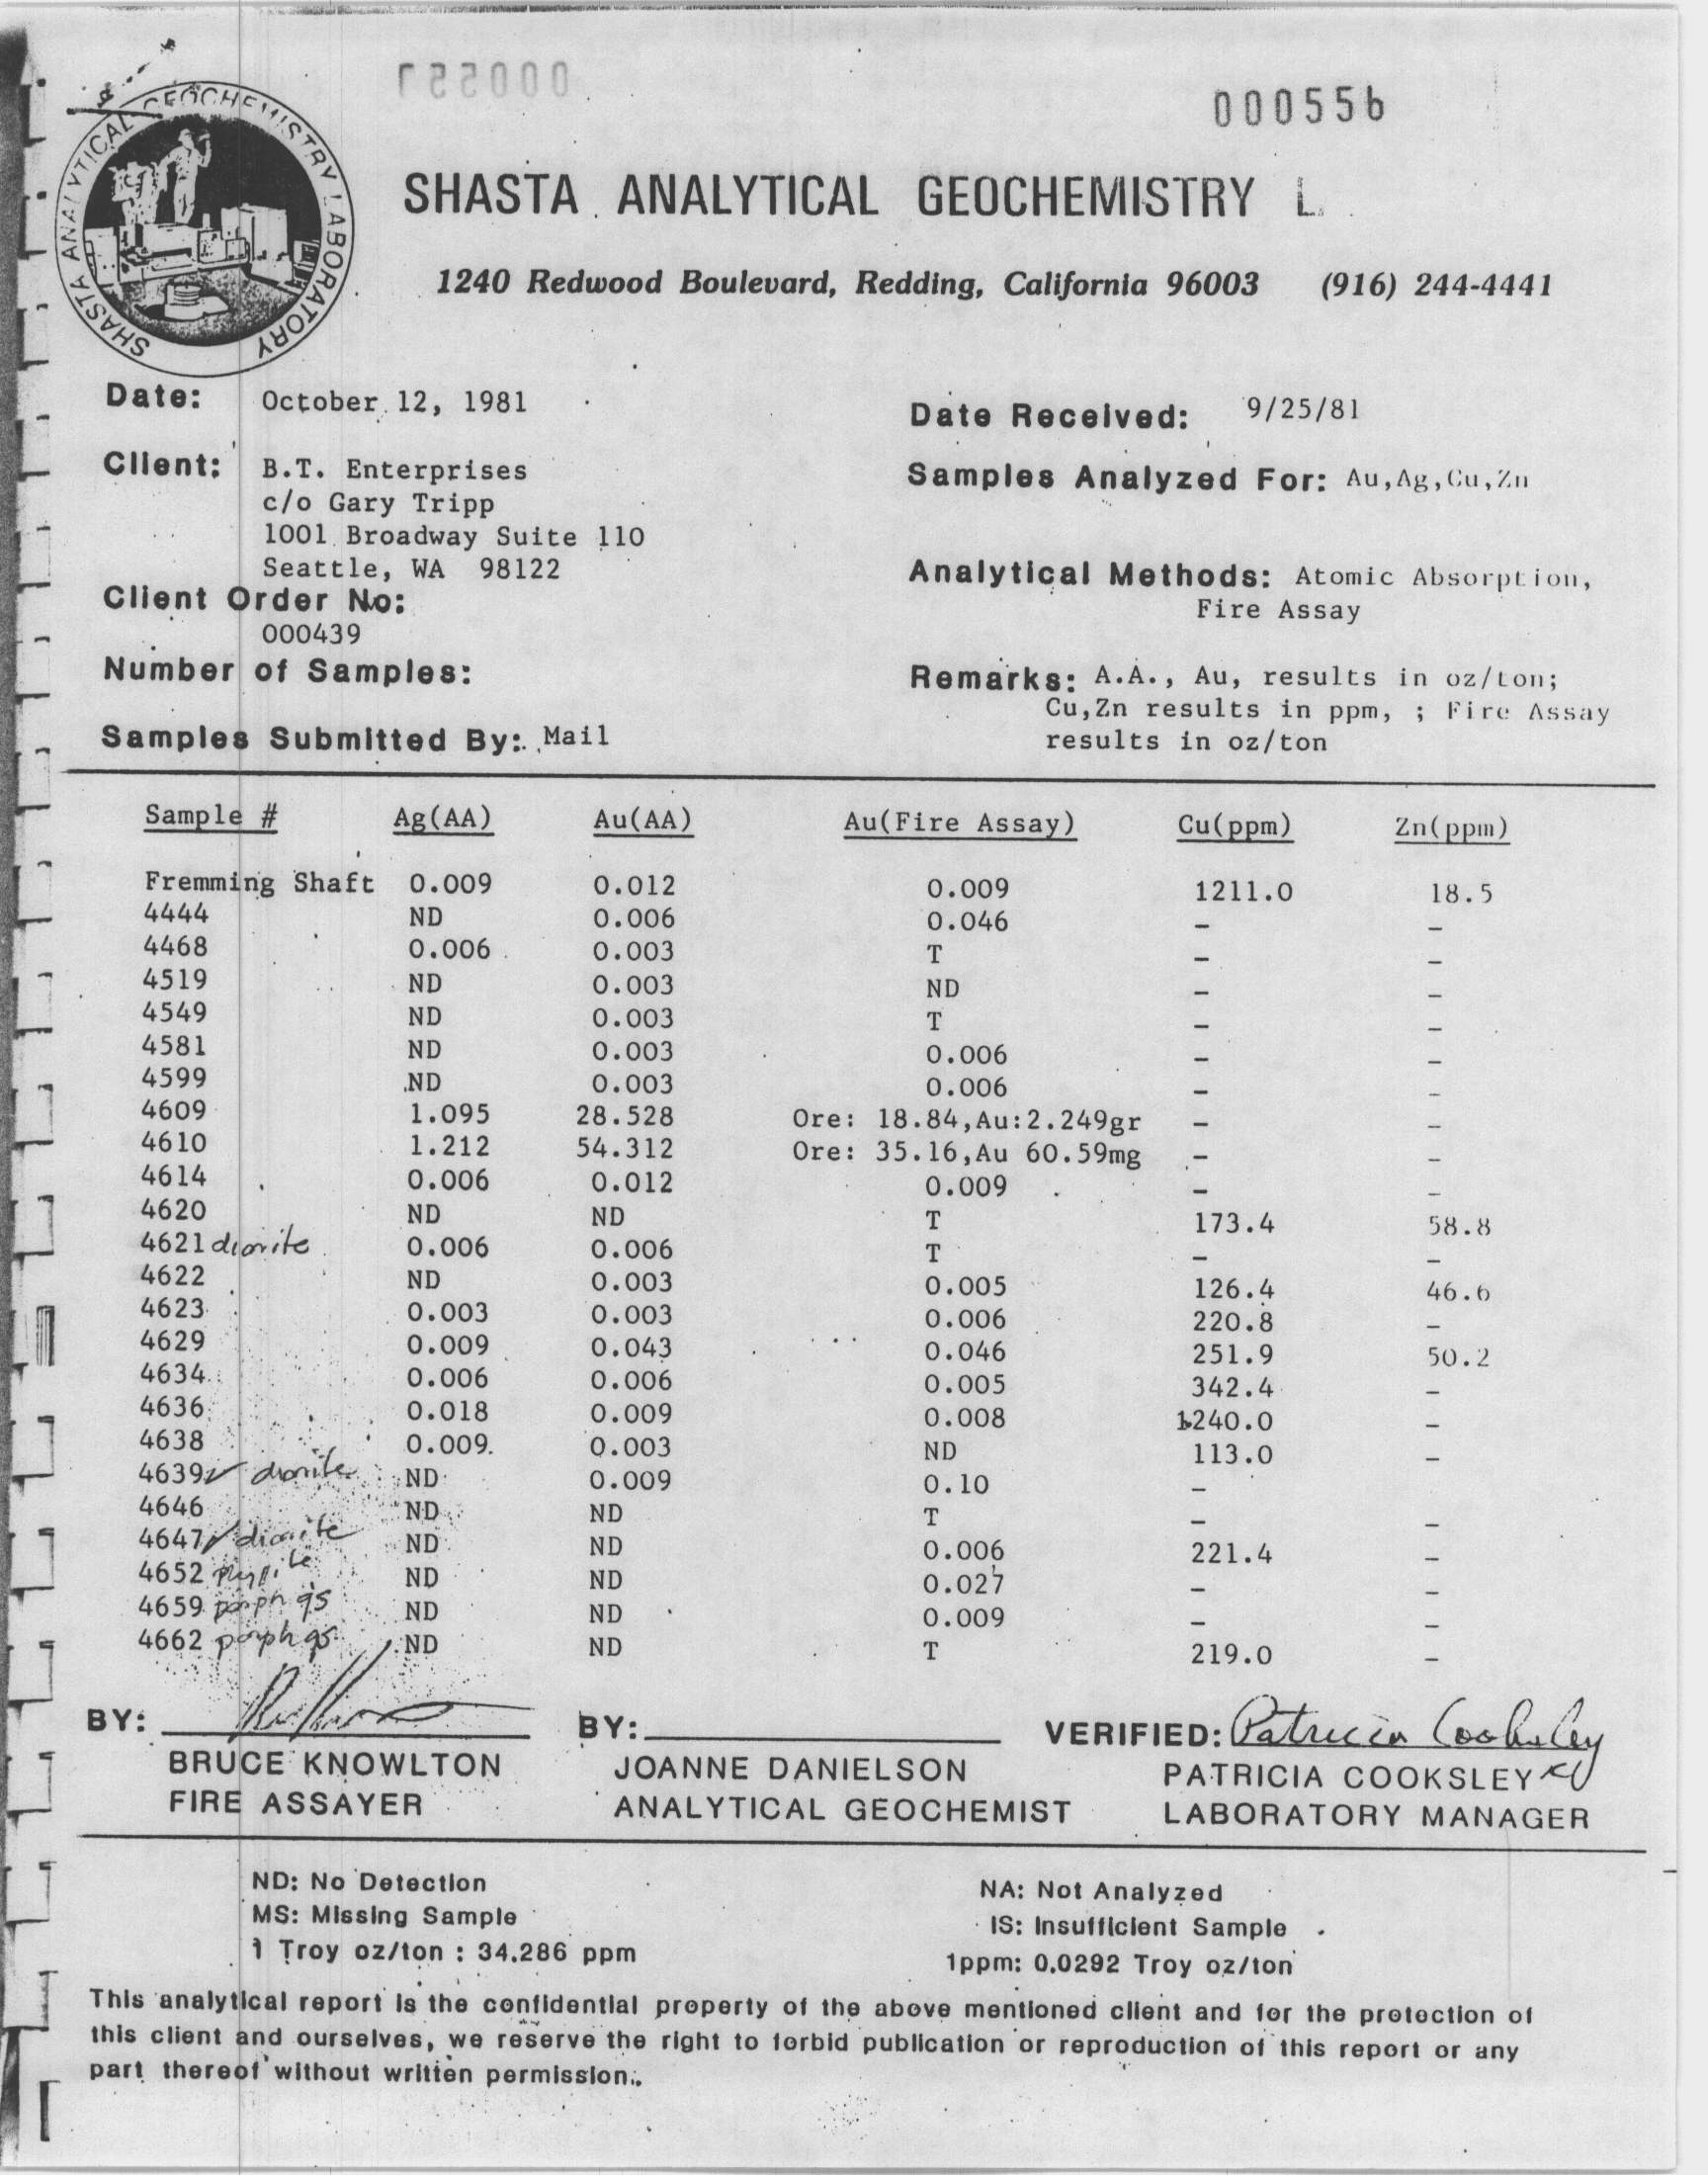 000557
000556
SHASTA ANALYTICAL GEOCHEMISTRY LABORATORY
SHASTA ANALYTICAL GEOCHEMISTRY L
1240 Redwood Boulevard, Redding, California 96003 (916) 244-4441
Date: October 12, 1981
Date Received: 9/25/81
Client: B.T. Enterprises
c/o Gary Tripp
1001 Broadway Suite 110
Seattle, WA 98122
Samples Analyzed For: Au,Ag,Cu,Zn
Analytical Methods: Atomic Absorption,
Fire Assay
Client Order No:
000439
Number of Samples:
Remarks: A.A., Au, results in oz/ton;
Cu,Zn results in ppm, ; Fire Assay
results in oz/ton
Samples Submitted By: Mail
Sample # Ag(AA) Au(AA) Au(Fire Assay) Cu(ppm) Zn(ppm)
Fremming Shaft 0.009 0.012 0.009 1211.0 18.5
4444 ND 0.006 0.046 - -
4468 0.006 0.003 T - -
4519 ND 0.003 ND - -
4549 ND 0.003 T - -
4581 ND 0.003 0.006 - -
4599 ND 0.003 0.006 - -
4609 1.095 28.528 Ore: 18.84,Au:2.249gr - -
4610 1.212 54.312 Ore: 35.16,Au 60.59mg - -
4614 0.006 0.012 0.009 - -
4620 ND ND T 173.4 58.8
4621 diorite 0.006 0.006 T - -
4622 ND 0.003 0.005 126.4 46.6
4623 0.003 0.003 0.006 220.8 -
4629 0.009 0.043 0.046 251.9 50.2
4634 0.006 0.006 0.005 342.4 -
4636 0.018 0.009 0.008 1240.0 -
4638 0.009 0.003 ND 113.0 -
4639 ✓ diorite ND 0.009 0.10 -
4646 ND ND T - -
4647 ✓ diorite ND ND 0.006 221.4 -
4652 ND ND 0.027 - -
4659 porph qs ND ND 0.009 - -
4662 porph qs ND ND T 219.0 -
BY:
BY:
VERIFIED: Patricia Cooksley
BRUCE KNOWLTON
FIRE ASSAYER
JOANNE DANIELSON
ANALYTICAL GEOCHEMIST
PATRICIA COOKSLEY
LABORATORY MANAGER
ND: No Detection
MS: Missing Sample
1 Troy oz/ton : 34.286 ppm
NA: Not Analyzed
IS: Insufficient Sample
1ppm: 0.0292 Troy oz/ton
This analytical report is the confidential property of the above mentioned client and for the protection of
this client and ourselves, we reserve the right to forbid publication or reproduction of this report or any
part thereof without written permission.